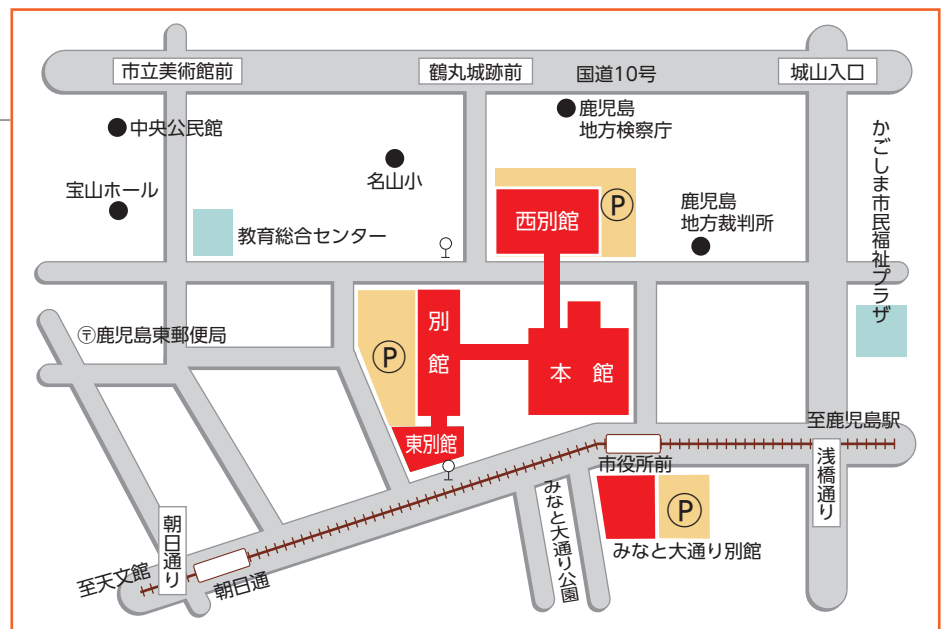 市立美術館前
鶴丸城跡前
国道10号
城山入口
中央公民館
鹿児島
地方検察庁
名山小
宝山ホール
西別館
P
鹿児島
地方裁判所
かごしま市民福祉プラザ
教育総合センター
〒鹿児島東郵便局
別館
P
本館
東別館
至鹿児島駅
市役所前
浅橋通り
みなと大通り公園
P
みなと大通り別館
朝日通り
至天文館
朝日通